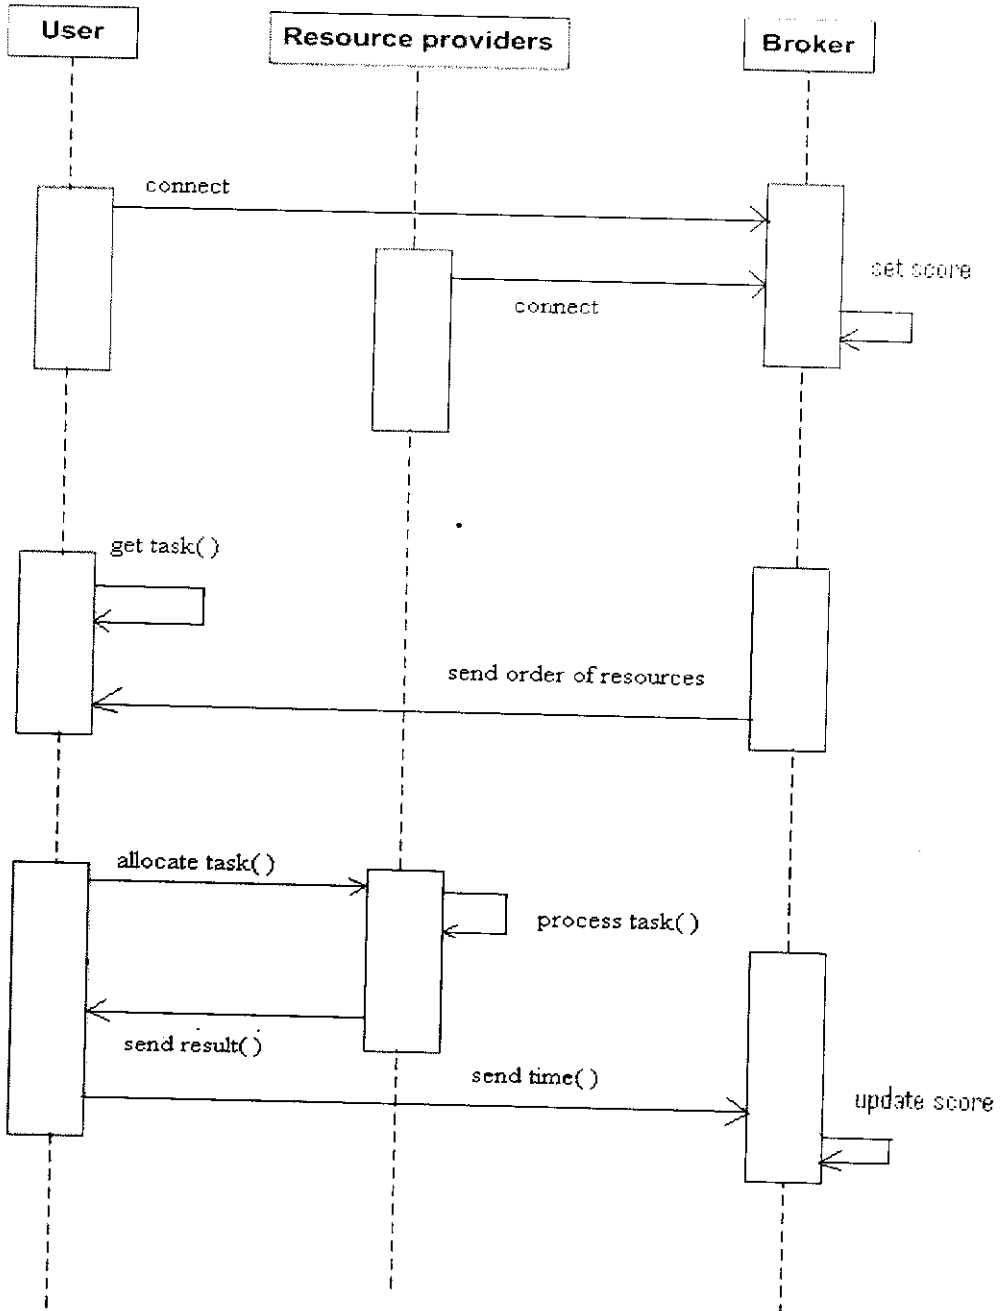 User
Resource providers
Broker
connect
set score
connect
get task()
send order of resources
allocate task()
process task()
send result()
send time()
update score